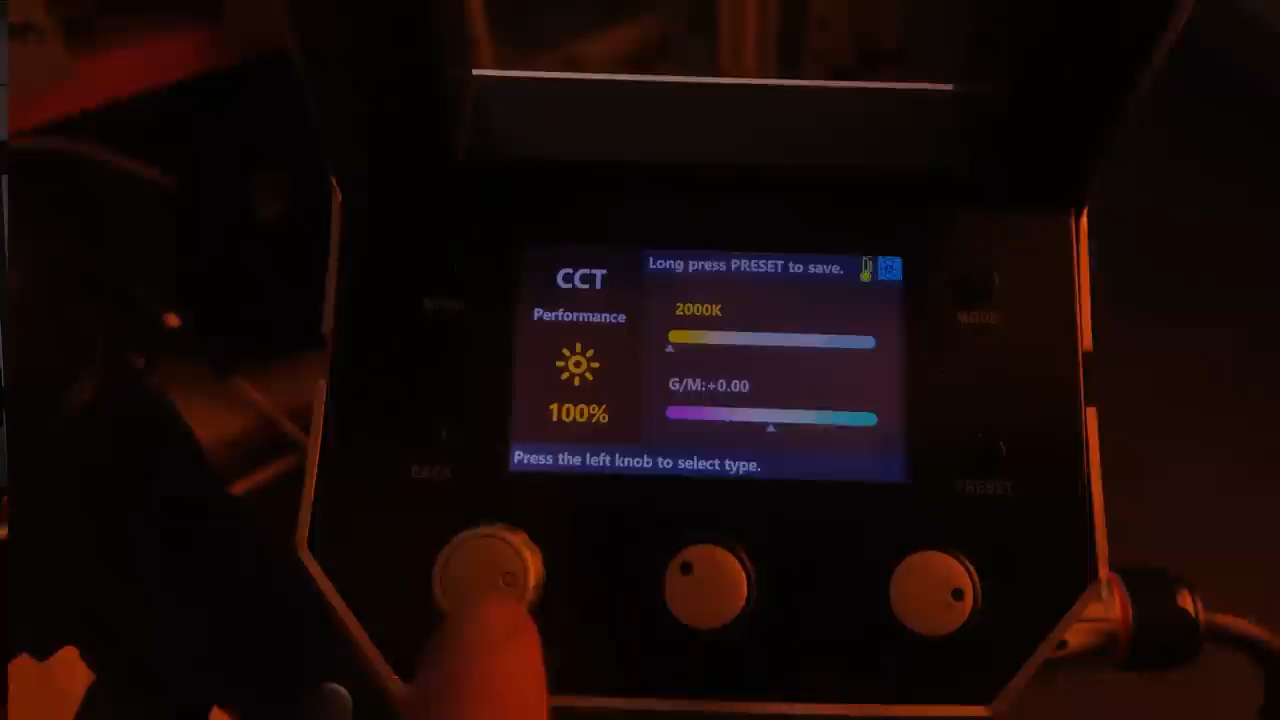 CCT
Long press PRESET to save.
Performance
2000K
100%
G/M:+0.00
Press the left knob to select type.
MENU
MODE
BACK
PRESET